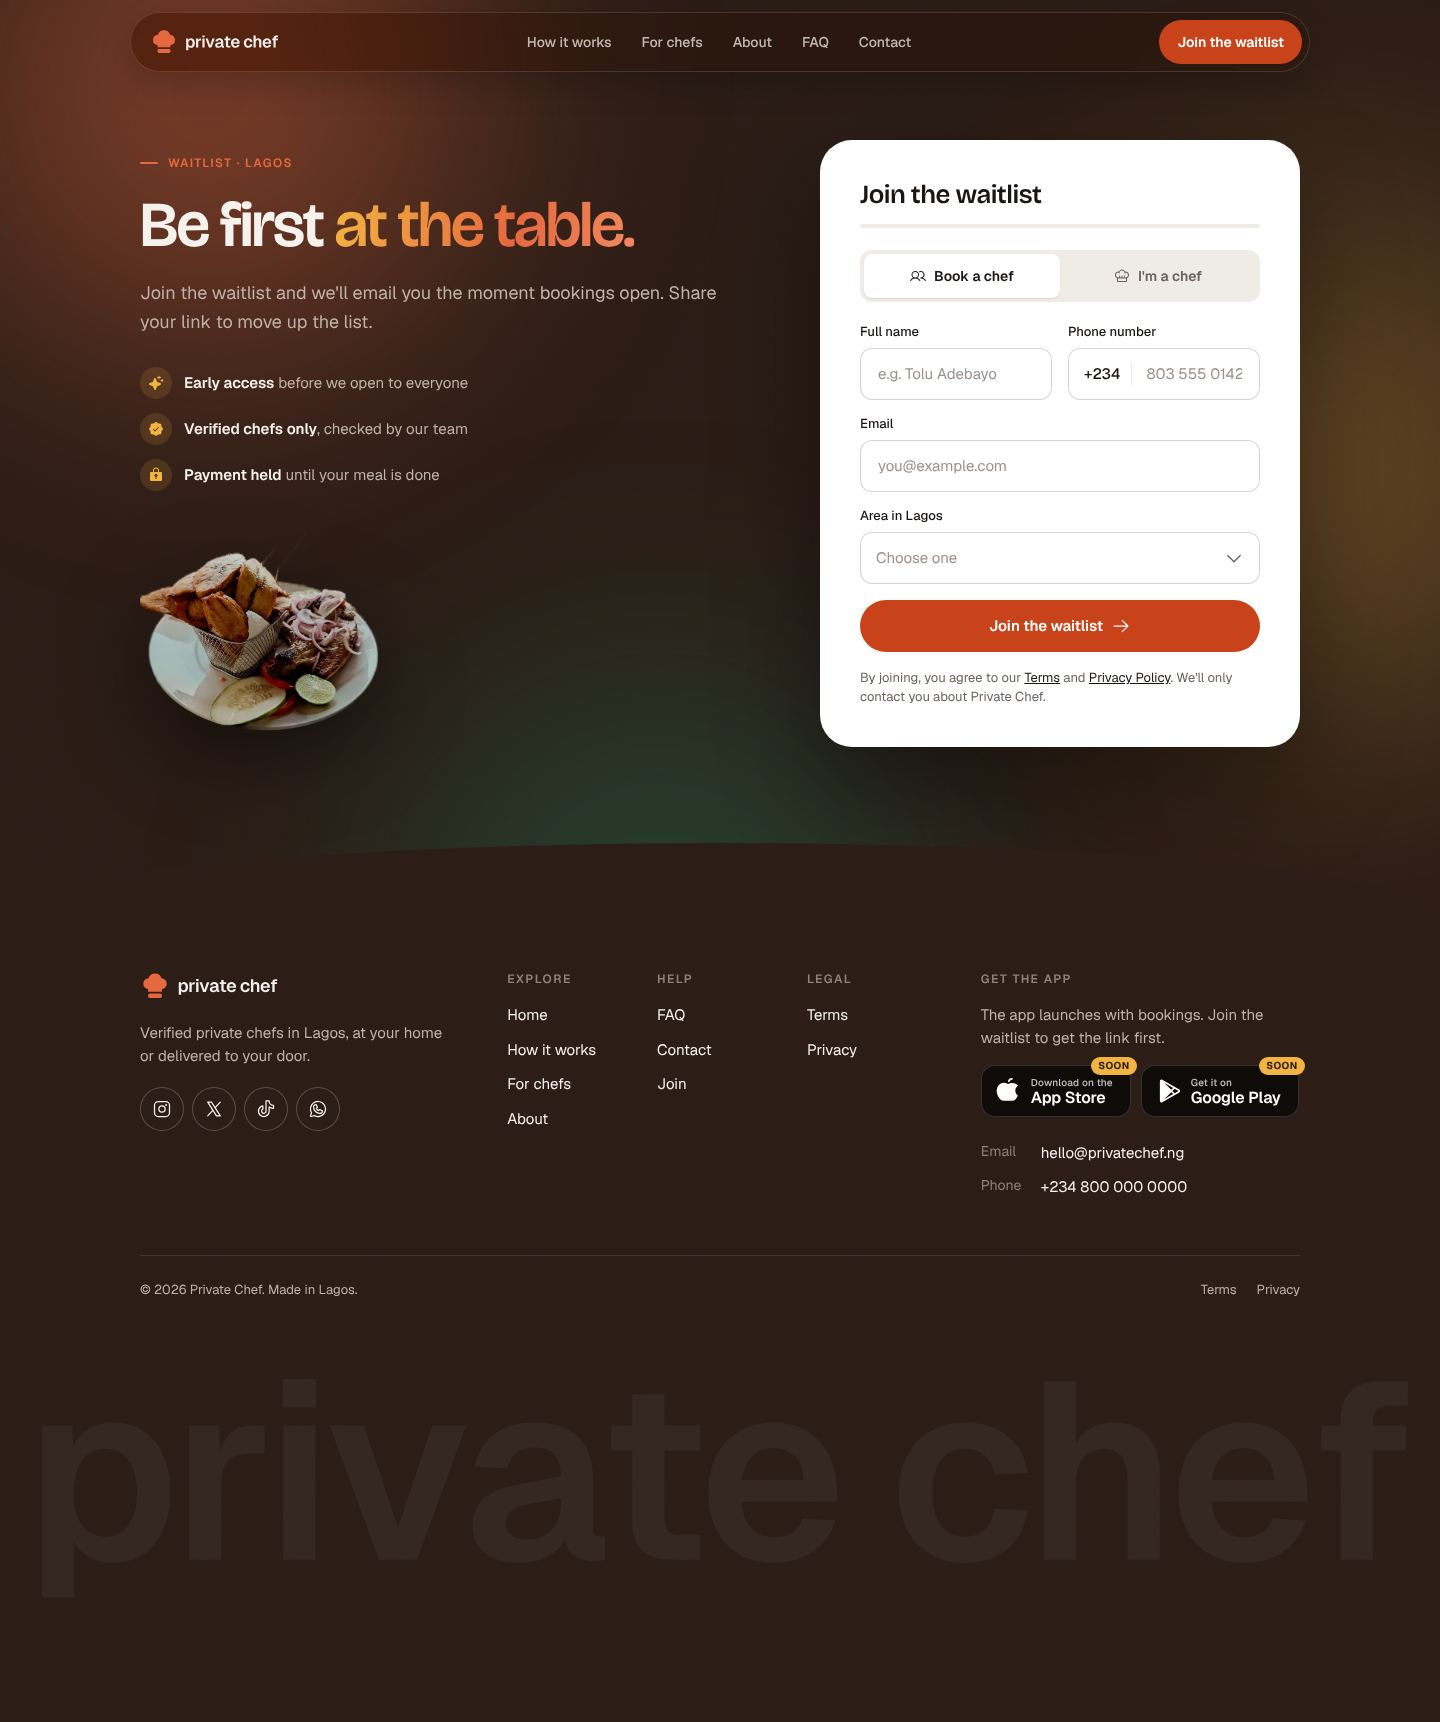 private chef
How it works
For chefs
About
FAQ
Contact
Join the waitlist
WAITLIST · LAGOS
Be first at the table.
Join the waitlist and we'll email you the moment bookings open. Share
your link to move up the list.
Early access before we open to everyone
Verified chefs only, checked by our team
Payment held until your meal is done
Join the waitlist
Book a chef
I'm a chef
Full name
Phone number
e.g. Tolu Adebayo
+234
803 555 0142
Email
you@example.com
Area in Lagos
Choose one
Join the waitlist
By joining, you agree to our Terms and Privacy Policy. We'll only
contact you about Private Chef.
private chef
Verified private chefs in Lagos, at your home
or delivered to your door.
EXPLORE
Home
How it works
For chefs
About
HELP
FAQ
Contact
Join
LEGAL
Terms
Privacy
GET THE APP
The app launches with bookings. Join the
waitlist to get the link first.
SOON
Download on the
App Store
SOON
Get it on
Google Play
Email
hello@privatechef.ng
Phone
+234 800 000 0000
© 2026 Private Chef. Made in Lagos.
Terms
Privacy
private chef